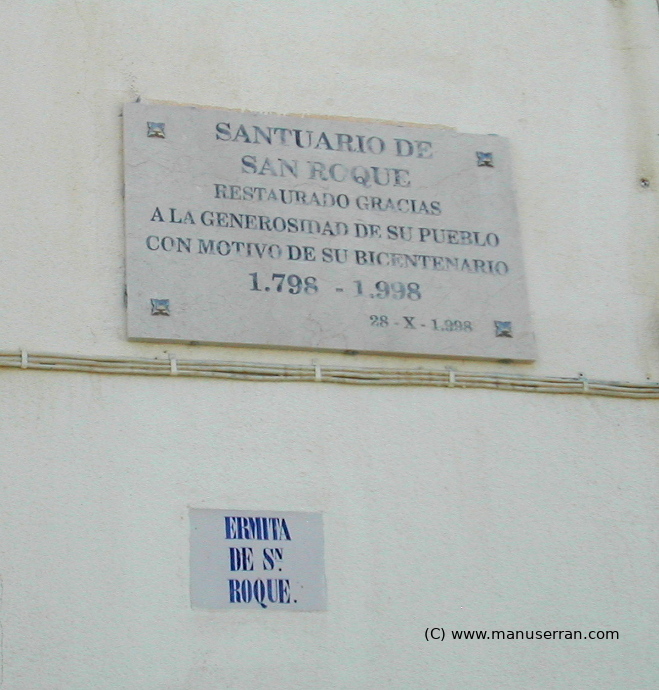 SANTUARIO DE
SAN ROQUE
RESTAURADO GRACIAS
A LA GENEROSIDAD DE SU PUEBLO
CON MOTIVO DE SU BICENTENARIO
1.798 - 1.998
28 - X - 1.998
ERMITA
DE Sᴺ.
ROQUE.
(C) www.manuserran.com